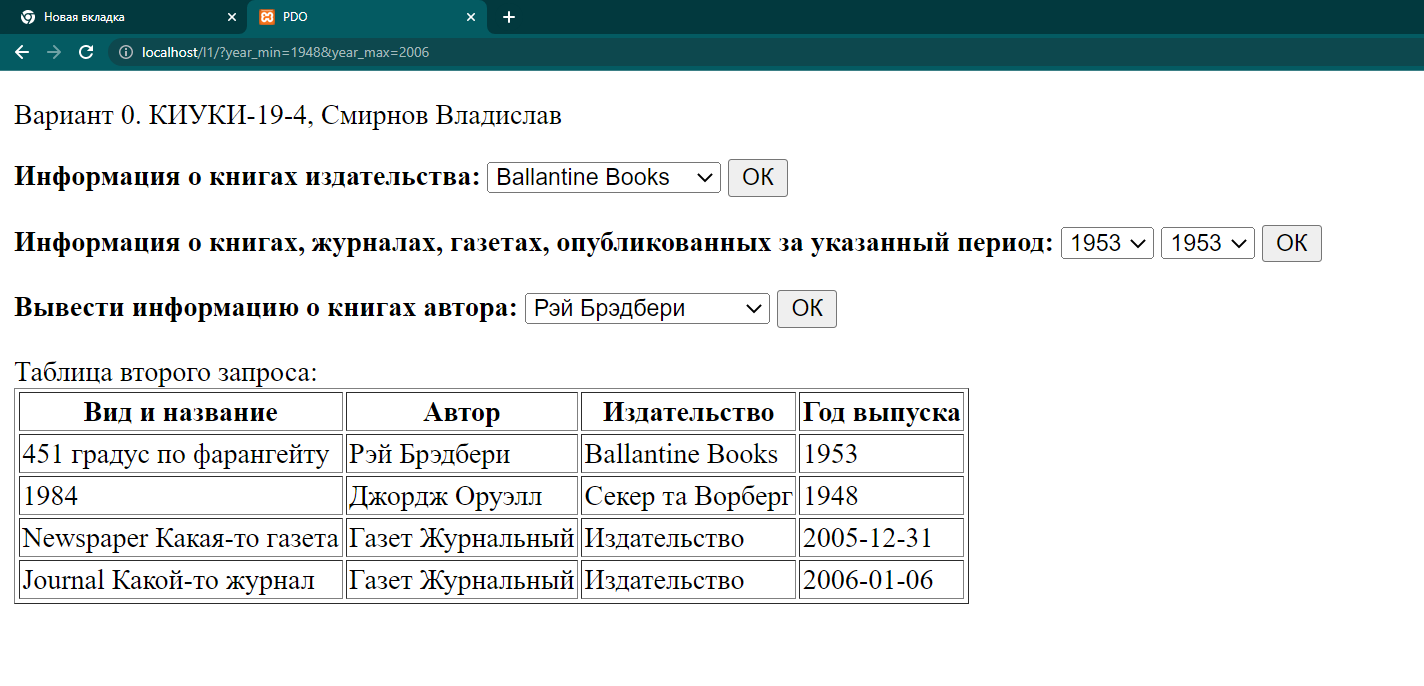 Новая вкладка
PDO
localhost/l1/?year_min=1948&year_max=2006
Вариант 0. КИУКИ-19-4, Смирнов Владислав
Информация о книгах издательства: Ballantine Books ОК
Информация о книгах, журналах, газетах, опубликованных за указанный период: 1953 1953 ОК
Вывести информацию о книгах автора: Рэй Брэдбери ОК
Таблица второго запроса:
Вид и название Автор Издательство Год выпуска
451 градус по фарангейту Рэй Брэдбери Ballantine Books 1953
1984 Джордж Оруэлл Секер та Ворберг 1948
Newspaper Какая-то газета Газет Журнальный Издательство 2005-12-31
Journal Какой-то журнал Газет Журнальный Издательство 2006-01-06